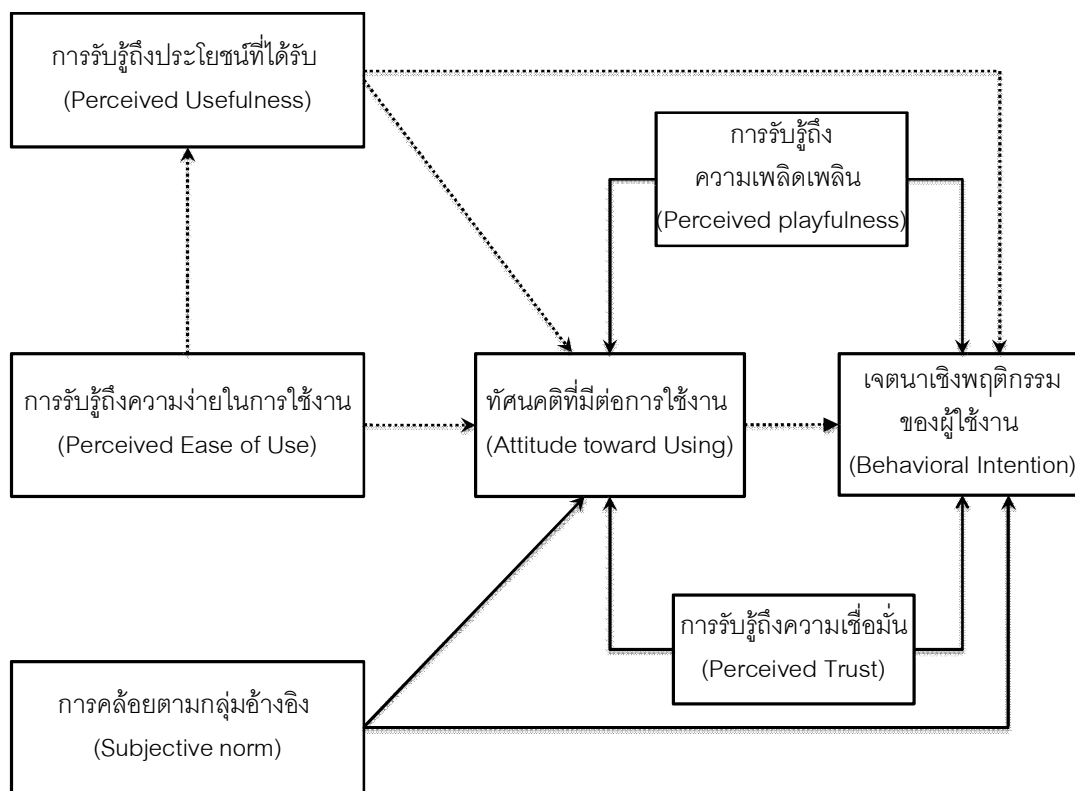 การรับรู้ถึงประโยชน์ที่ได้รับ
(Perceived Usefulness)
การรับรู้ถึง
ความเพลิดเพลิน
(Perceived playfulness)
การรับรู้ถึงความง่ายในการใช้งาน
(Perceived Ease of Use)
ทัศนคติที่มีต่อการใช้งาน
(Attitude toward Using)
เจตนาเชิงพฤติกรรม
ของผู้ใช้งาน
(Behavioral Intention)
การรับรู้ถึงความเชื่อมั่น
(Perceived Trust)
การคล้อยตามกลุ่มอ้างอิง
(Subjective norm)